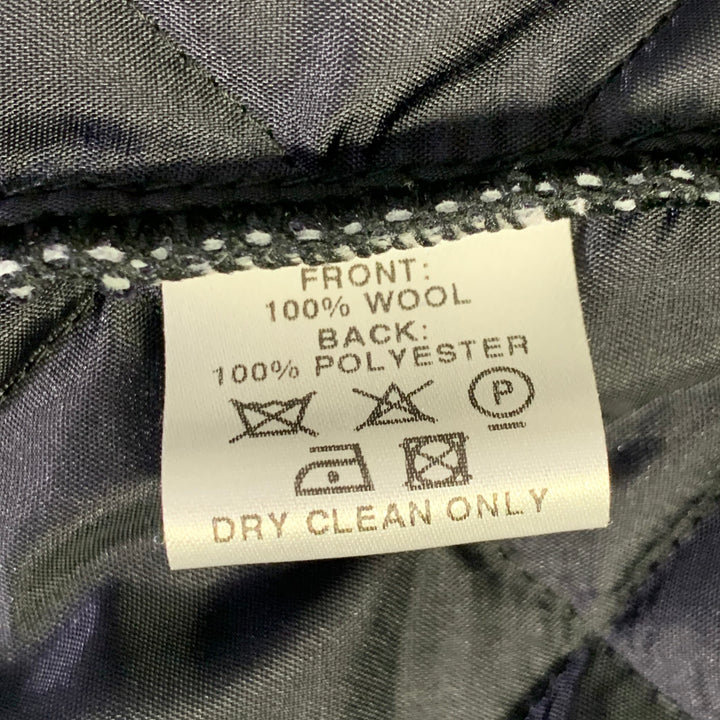 FRONT:
100% WOOL
BACK:
100% POLYESTER
P
DRY CLEAN ONLY